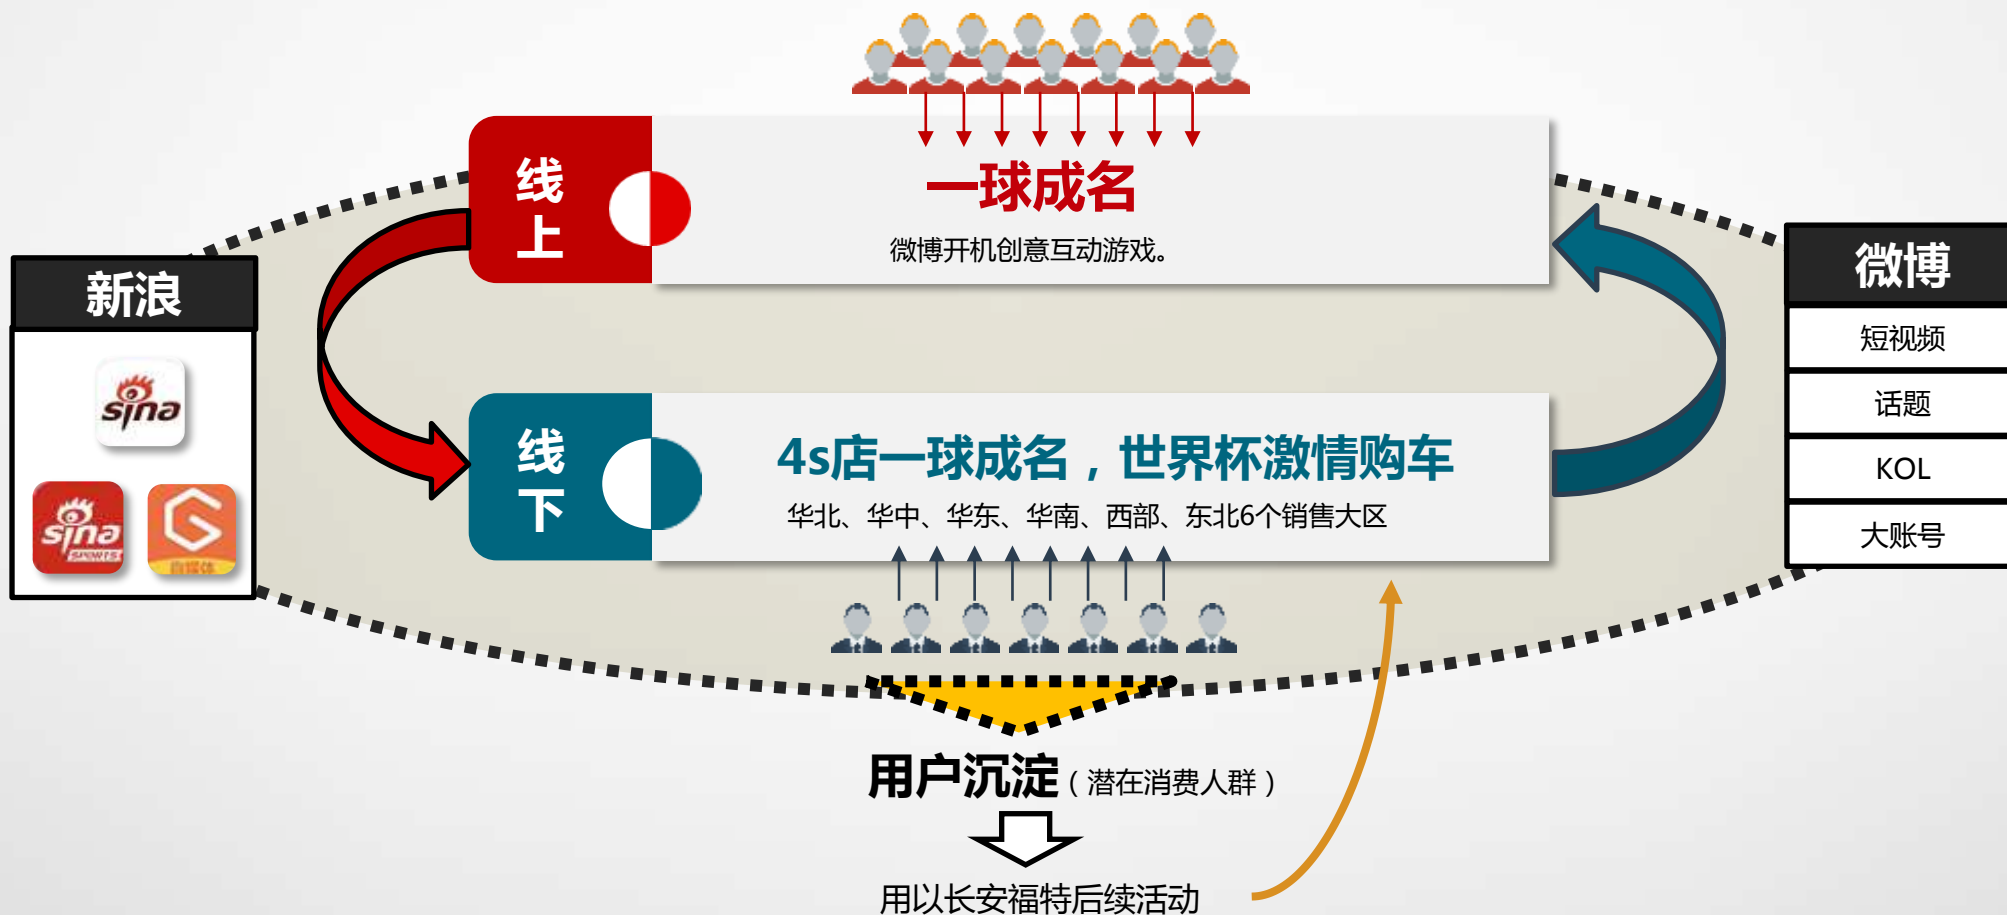 线上
一球成名
微博开机创意互动游戏。
新浪
sina
sina
SPORTS
自媒体
微博
短视频
话题
KOL
大账号
线下
4s店一球成名，世界杯激情购车
华北、华中、华东、华南、西部、东北6个销售大区
用户沉淀（潜在消费人群）
用以长安福特后续活动